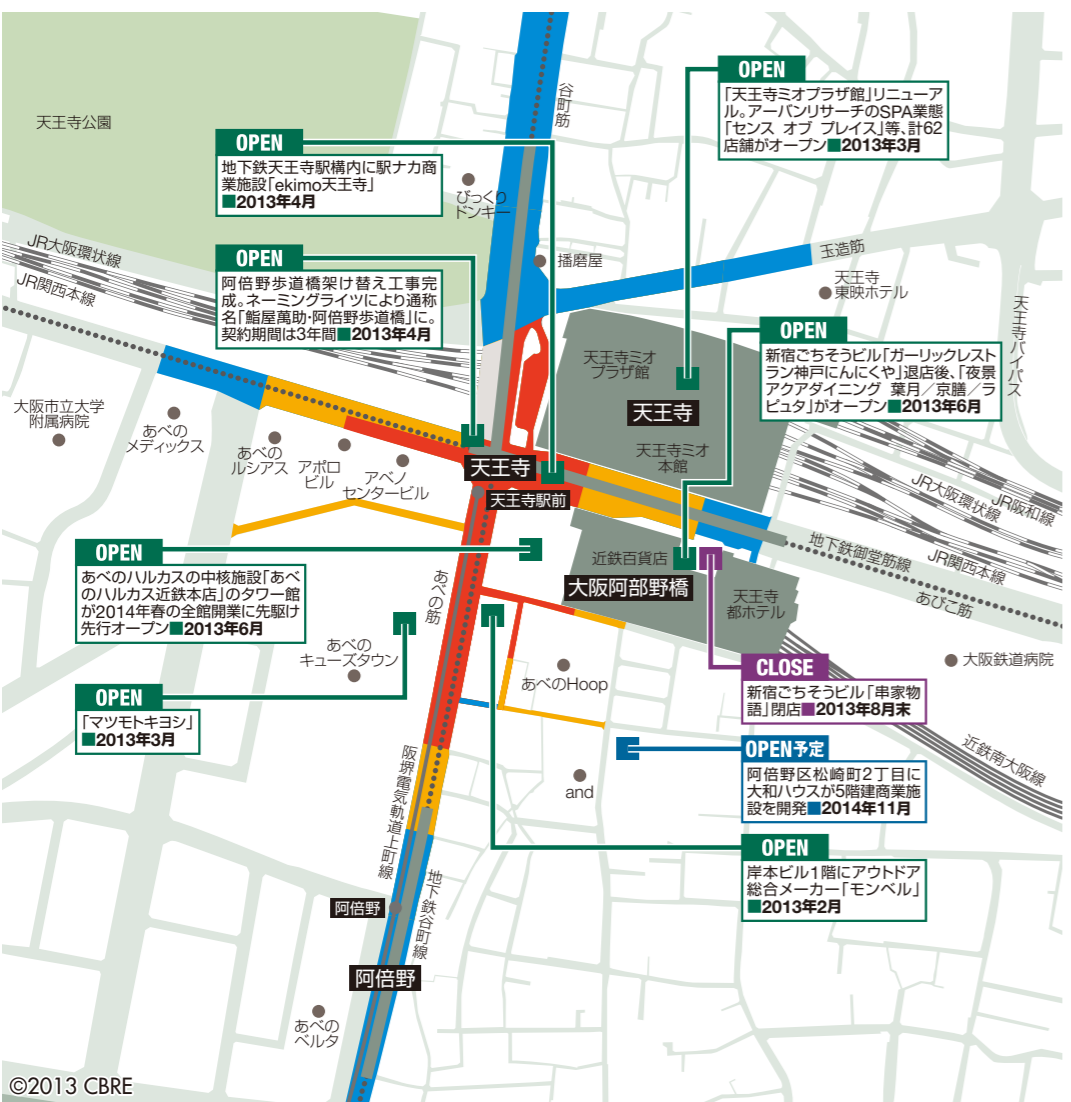 OPEN
「天王寺ミオプラザ館」リニューア
ル。アーバンリサーチのSPA業態
「センス オブ プレイス」等、計62
店舗がオープン■2013年3月
谷町筋
天王寺公園
OPEN
地下鉄天王寺駅構内に駅ナカ商
業施設「ekimo天王寺」
■2013年4月
びっくり
ドンキー
JR大阪環状線
JR関西本線
OPEN
阿倍野歩道橋架け替え工事完
成。ネーミングライツにより通称
名「鮨屋萬助・阿倍野歩道橋」に。
契約期間は3年間■2013年4月
播磨屋
玉造筋
天王寺
東映ホテル
天王寺バイパス
OPEN
新宿ごちそうビル「ガーリックレスト
ラン神戸にんにくや」退店後、「夜景
アクアダイニング 葉月／京膳／ラ
ピュタ」がオープン■2013年6月
天王寺ミオ
プラザ館
天王寺
天王寺ミオ
本館
大阪市立大学
附属病院
あべの
メディックス
あべの
ルシアス
アポロ
ビル
アベノ
センタービル
天王寺
天王寺駅前
JR大阪環状線
JR阪和線
JR関西本線
地下鉄御堂筋線
あびこ筋
OPEN
あべのハルカスの中核施設「あべ
のハルカス近鉄本店」のタワー館
が2014年春の全館開業に先駆け
先行オープン■2013年6月
近鉄百貨店
大阪阿部野橋
天王寺
都ホテル
あべの筋
あべの
キューズタウン
あべのHoop
大阪鉄道病院
CLOSE
新宿ごちそうビル「串家物
語」閉店■2013年8月末
OPEN
「マツモトキヨシ」
■2013年3月
OPEN予定
阿倍野区松崎町2丁目に
大和ハウスが5階建商業施
設を開発■2014年11月
近鉄南大阪線
阪堺電気軌道上町線
and
OPEN
岸本ビル1階にアウトドア
総合メーカー「モンベル」
■2013年2月
地下鉄谷町線
阿倍野
阿倍野
あべの
ベルタ
©2013 CBRE